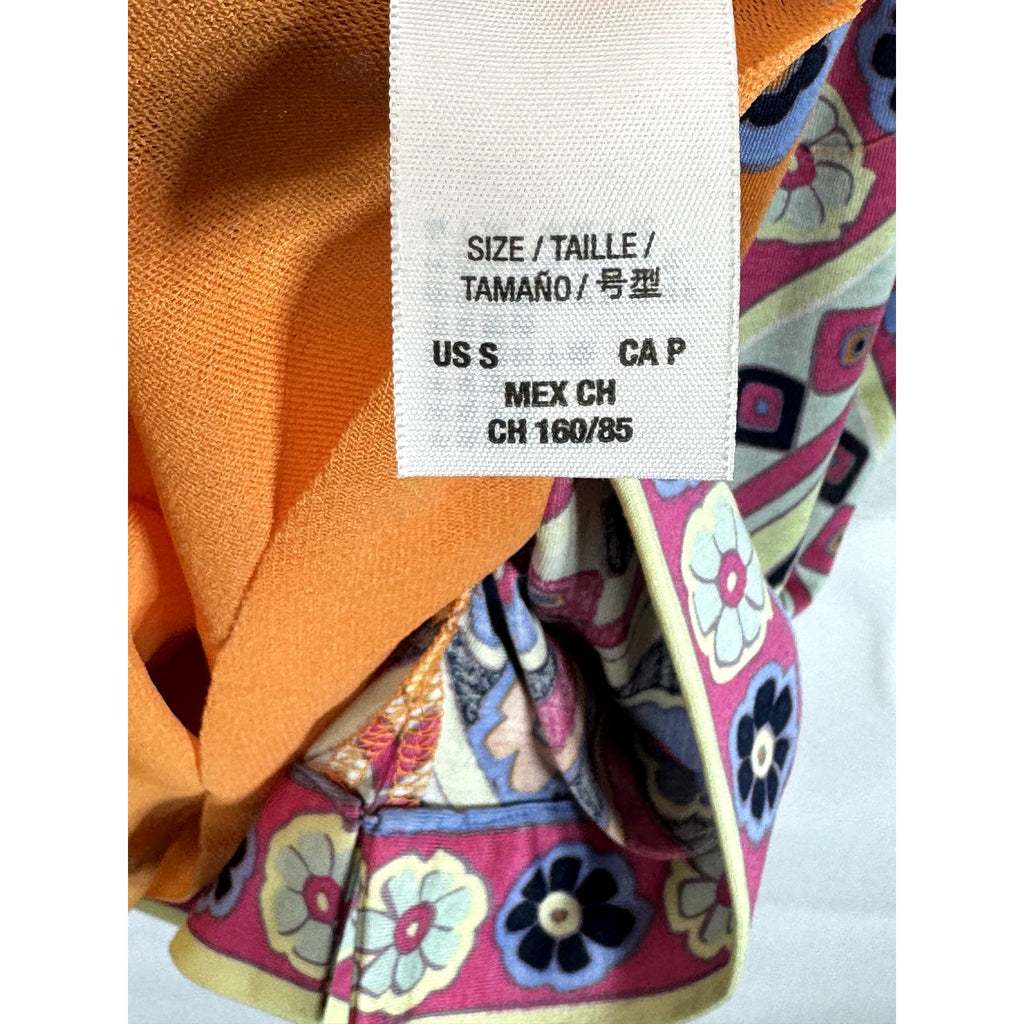 SIZE / TAILLE /
TAMAÑO / 号型
US S CA P
MEX CH
CH 160/85